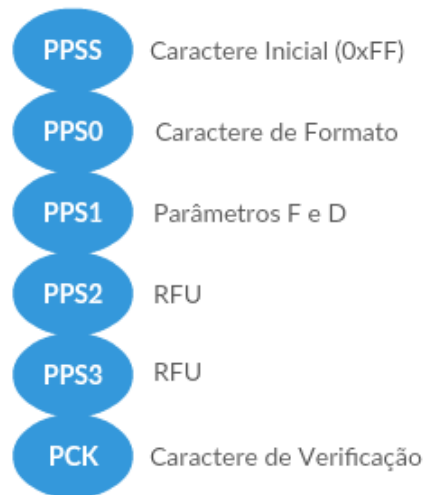 PPSS Caractere Inicial (0xFF)
PPS0 Caractere de Formato
PPS1 Parâmetros F e D
PPS2 RFU
PPS3 RFU
PCK Caractere de Verificação